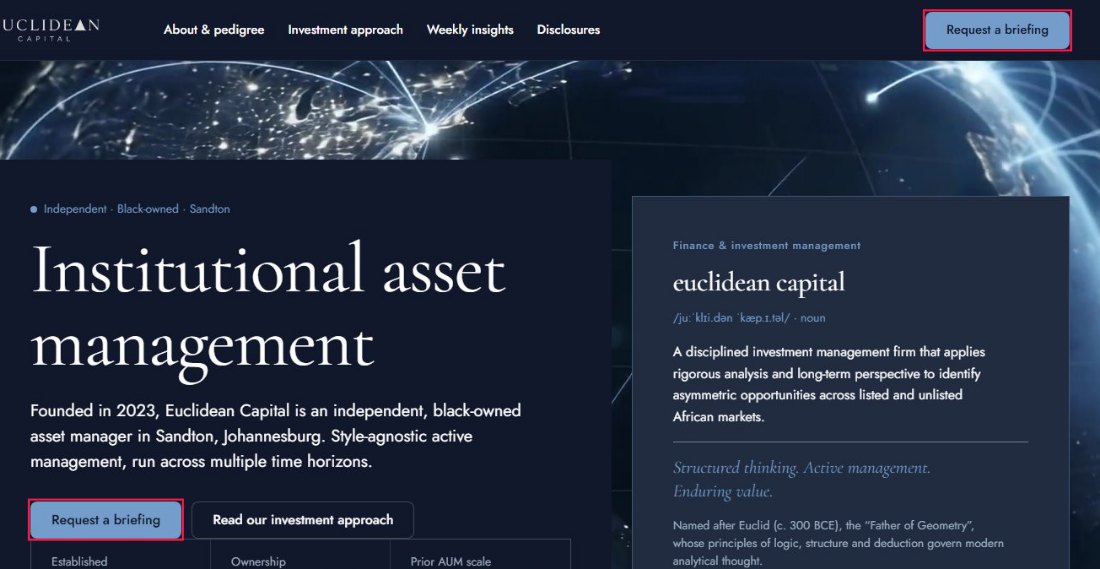 UCLIDEAN
CAPITAL
About & pedigree
Investment approach
Weekly insights
Disclosures
Request a briefing
Independent · Black-owned · Sandton
Institutional asset
management
Founded in 2023, Euclidean Capital is an independent, black-owned
asset manager in Sandton, Johannesburg. Style-agnostic active
management, run across multiple time horizons.
Request a briefing
Read our investment approach
Established
Ownership
Prior AUM scale
Finance & investment management
euclidean capital
/juːˈklɪi.dən ˈkæp.ɪ.təl/ · noun
A disciplined investment management firm that applies
rigorous analysis and long-term perspective to identify
asymmetric opportunities across listed and unlisted
African markets.
Structured thinking. Active management.
Enduring value.
Named after Euclid (c. 300 BCE), the “Father of Geometry”,
whose principles of logic, structure and deduction govern modern
analytical thought.